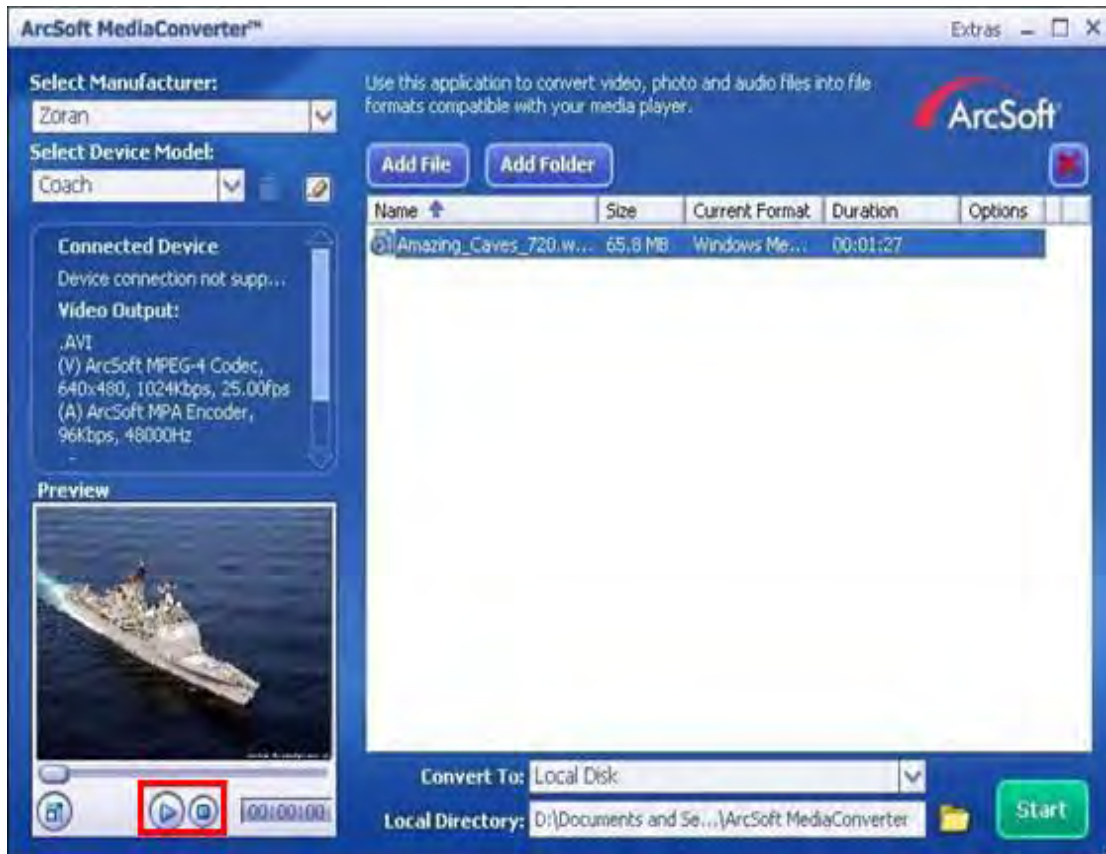 ArcSoft MediaConverter™
Extras
Select Manufacturer:
Zoran
Select Device Model:
Coach
Connected Device
Device connection not supp...
Video Output:
.AVI
(V) ArcSoft MPEG-4 Codec,
640x480, 1024Kbps, 25.00fps
(A) ArcSoft MPA Encoder,
96Kbps, 48000Hz
Preview
00:00:00
Use this application to convert video, photo and audio files into file
formats compatible with your media player.
ArcSoft
Add File Add Folder
Name Size Current Format Duration Options
Amazing_Caves_720.w... 65.8 MB Windows Me... 00:01:27
Convert To: Local Disk
Local Directory: D:\Documents and Se...\ArcSoft MediaConverter
Start